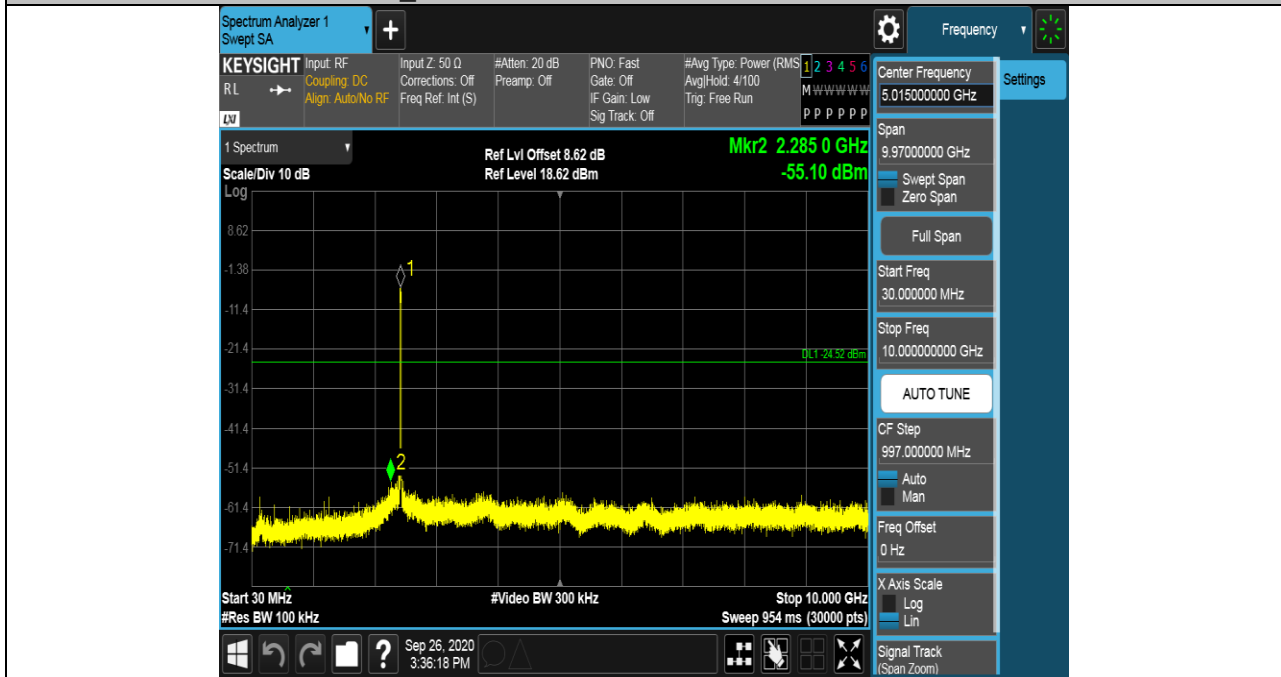 Spectrum Analyzer 1
Swept SA
+
Frequency
KEYSIGHT
RL
LXI
Input: RF
Coupling: DC
Align: Auto/No RF
Input Z: 50 Ω
Corrections: Off
Freq Ref: Int (S)
#Atten: 20 dB
Preamp: Off
PNO: Fast
Gate: Off
IF Gain: Low
Sig Track: Off
#Avg Type: Power (RMS
Avg|Hold: 4/100
Trig: Free Run
1 2 3 4 5 6
M W W W W W
P P P P P P
1 Spectrum
Scale/Div 10 dB
Ref Lvl Offset 8.62 dB
Ref Level 18.62 dBm
Mkr2 2.285 0 GHz
-55.10 dBm
Log
8.62
-1.38
-11.4
-21.4
-31.4
-41.4
-51.4
-61.4
-71.4
1
2
DL1 -24.52 dBm
Start 30 MHz
#Res BW 100 kHz
#Video BW 300 kHz
Stop 10.000 GHz
Sweep 954 ms (30000 pts)
Center Frequency
5.015000000 GHz
Settings
Span
9.97000000 GHz
Swept Span
Zero Span
Full Span
Start Freq
30.000000 MHz
Stop Freq
10.000000000 GHz
AUTO TUNE
CF Step
997.000000 MHz
Auto
Man
Freq Offset
0 Hz
X Axis Scale
Log
Lin
Signal Track
(Span Zoom)
?
Sep 26, 2020
3:36:18 PM